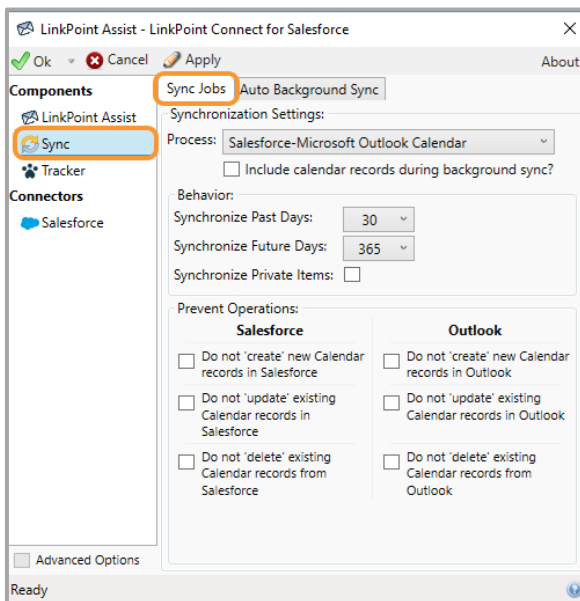 LinkPoint Assist - LinkPoint Connect for Salesforce
Ok Cancel Apply About
Components
LinkPoint Assist
Sync
Tracker
Connectors
Salesforce
Advanced Options
Sync Jobs Auto Background Sync
Synchronization Settings:
Process: Salesforce-Microsoft Outlook Calendar
Include calendar records during background sync?
Behavior:
Synchronize Past Days: 30
Synchronize Future Days: 365
Synchronize Private Items:
Prevent Operations:
Salesforce
Do not 'create' new Calendar
records in Salesforce
Do not 'update' existing
Calendar records in
Salesforce
Do not 'delete' existing
Calendar records from
Salesforce
Outlook
Do not 'create' new Calendar
records in Outlook
Do not 'update' existing
Calendar records in Outlook
Do not 'delete' existing
Calendar records from
Outlook
Ready